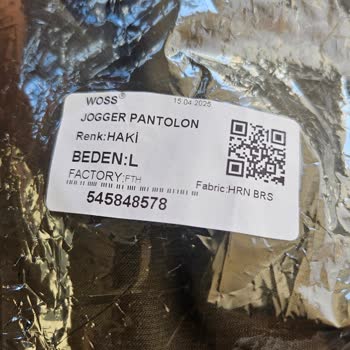 WOSS® 15.04.2025
JOGGER PANTOLON
Renk:HAKİ
BEDEN:L
FACTORY:FTH
Fabric:HRN BRS
545848578